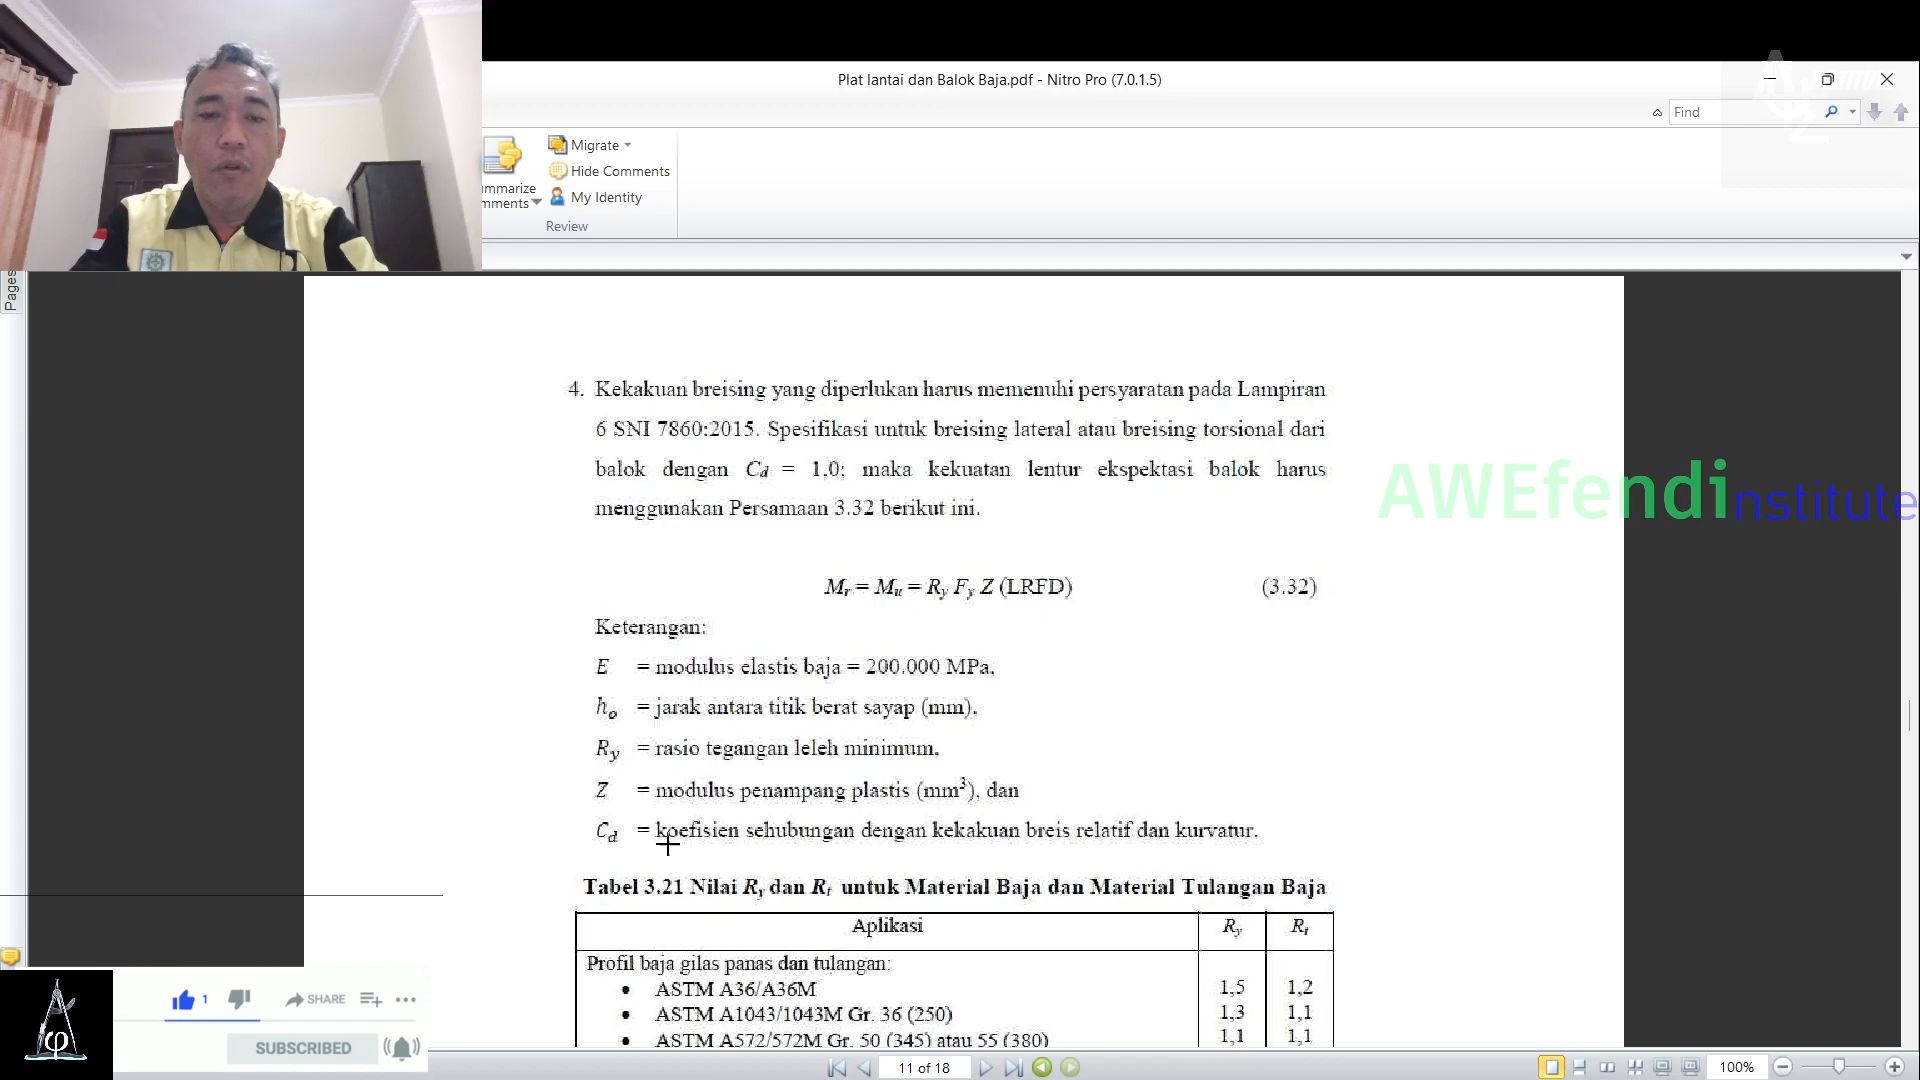 Plat lantai dan Balok Baja.pdf - Nitro Pro (7.0.1.5)
Find
Migrate
Hide Comments
My Identity
Review
Pages
4. Kekakuan breising yang diperlukan harus memenuhi persyaratan pada Lampiran
6 SNI 7860:2015. Spesifikasi untuk breising lateral atau breising torsional dari
balok dengan Cd = 1,0; maka kekuatan lentur ekspektasi balok harus
menggunakan Persamaan 3.32 berikut ini.
AWEfendi institute
Mr = Mu = Ry Fy Z (LRFD) (3.32)
Keterangan:
E = modulus elastis baja = 200.000 MPa,
ho = jarak antara titik berat sayap (mm),
Ry = rasio tegangan leleh minimum,
Z = modulus penampang plastis (mm³), dan
Cd = koefisien sehubungan dengan kekakuan breis relatif dan kurvatur.
Tabel 3.21 Nilai Ry dan Rt untuk Material Baja dan Material Tulangan Baja
Aplikasi Ry Rt
Profil baja gilas panas dan tulangan:
• ASTM A36/A36M 1,5 1,2
• ASTM A1043/1043M Gr. 36 (250) 1,3 1,1
• ASTM A572/572M Gr. 50 (345) atau 55 (380) 1,1 1,1
1 SHARE
SUBSCRIBED
11 of 18
100%